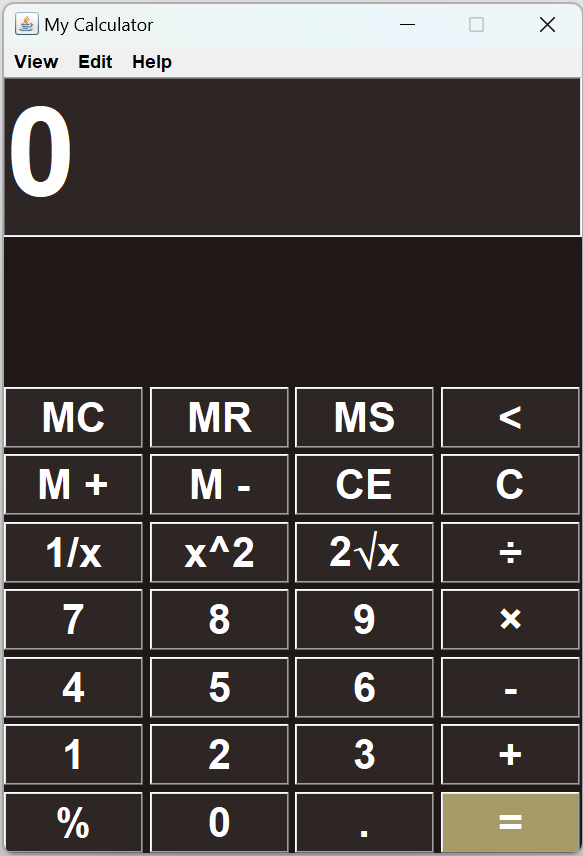 My Calculator
View Edit Help
0
MC MR MS <
M + M - CE C
1/x x^2 2√x ÷
7 8 9 ×
4 5 6 -
1 2 3 +
% 0 . =